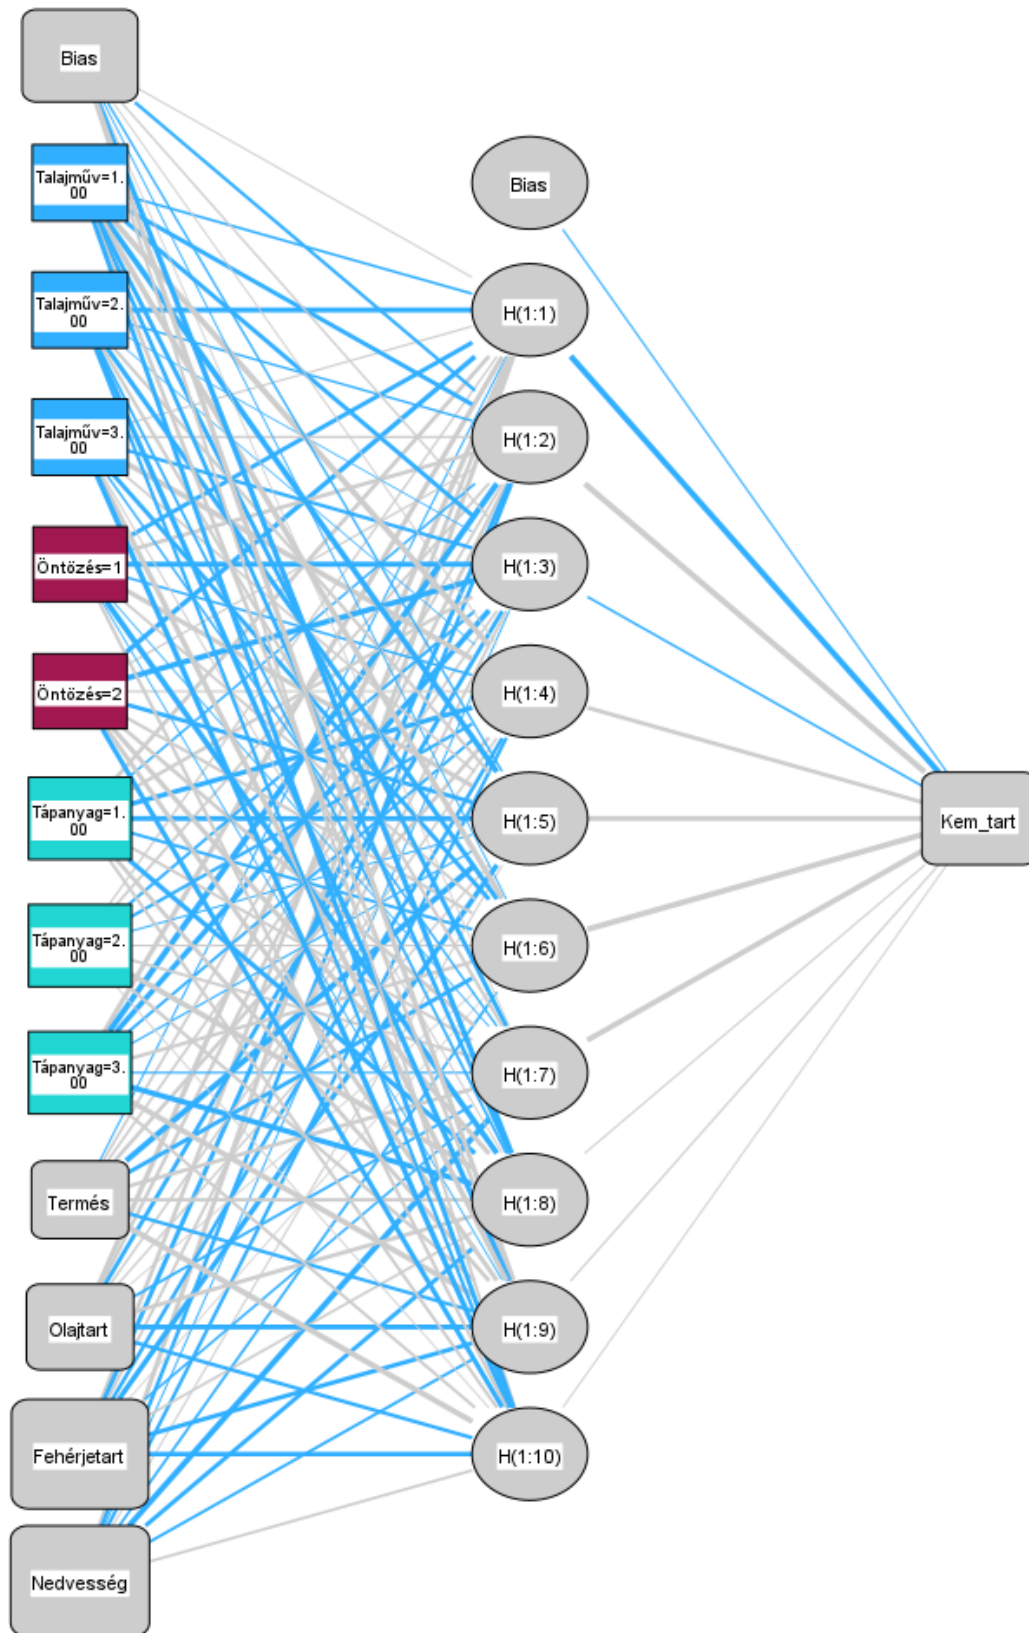 Bias
Talajműv=1.
00
Talajműv=2.
00
Talajműv=3.
00
Öntözés=1
Öntözés=2
Tápanyag=1.
00
Tápanyag=2.
00
Tápanyag=3.
00
Termés
Olajtart
Fehérjetart
Nedvesség
Bias
H(1:1)
H(1:2)
H(1:3)
H(1:4)
H(1:5)
H(1:6)
H(1:7)
H(1:8)
H(1:9)
H(1:10)
Kem_tart